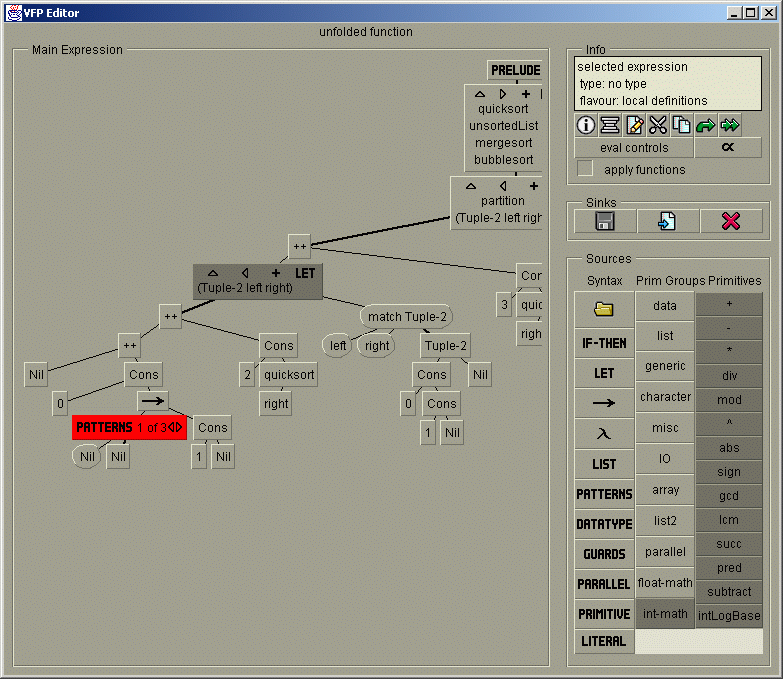 VFP Editor
unfolded function
Main Expression
PRELUDE
quicksort
unsortedList
mergesort
bubblesort
partition
(Tuple-2 left righ
++
LET
(Tuple-2 left right)
Con
3
quic
righ
++
match Tuple-2
left
right
Tuple-2
++
Cons
Nil
Cons
2
quicksort
Cons
Nil
0
right
0
Cons
PATTERNS 1 of 3
Cons
1
Nil
Nil
Nil
1
Nil
Info
selected expression
type: no type
flavour: local definitions
eval controls
α
apply functions
Sinks
Sources
Syntax Prim Groups Primitives
IF-THEN
LET
λ
LIST
PATTERNS
DATATYPE
GUARDS
PARALLEL
PRIMITIVE
LITERAL
data
list
generic
character
misc
IO
array
list2
parallel
float-math
int-math
+
-
*
div
mod
^
abs
sign
gcd
lcm
succ
pred
subtract
intLogBase